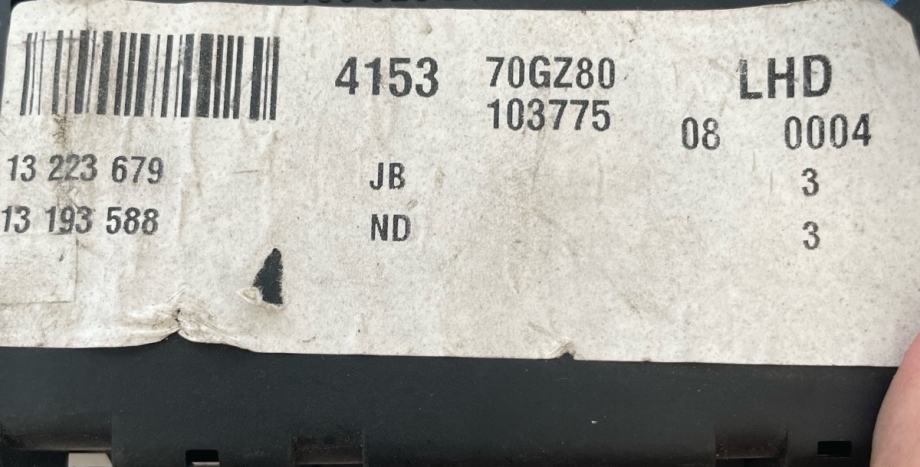 4153 70GZ80 LHD
103775 08 0004
13 223 679 JB 3
13 193 588 ND 3